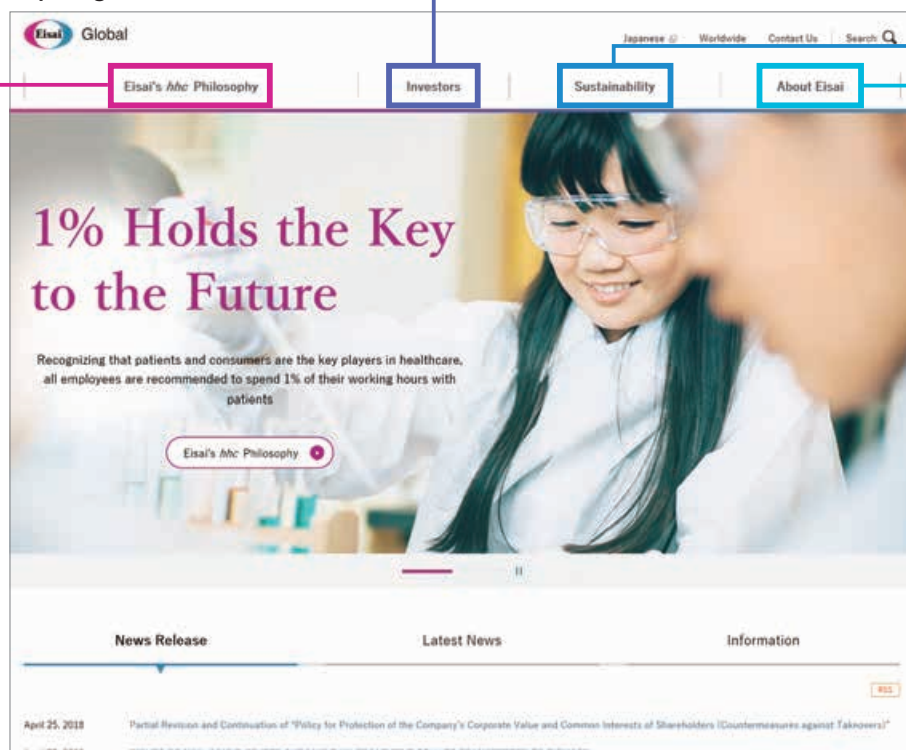 Eisai Global
Japanese Worldwide Contact Us Search
Eisai's hhc Philosophy Investors Sustainability About Eisai
1% Holds the Key
to the Future
Recognizing that patients and consumers are the key players in healthcare,
all employees are recommended to spend 1% of their working hours with
patients
Eisai's hhc Philosophy
News Release Latest News Information
RSS
April 25, 2018 Partial Revision and Continuation of "Policy for Protection of the Company's Corporate Value and Common Interests of Shareholders (Countermeasures against Taknovers)"